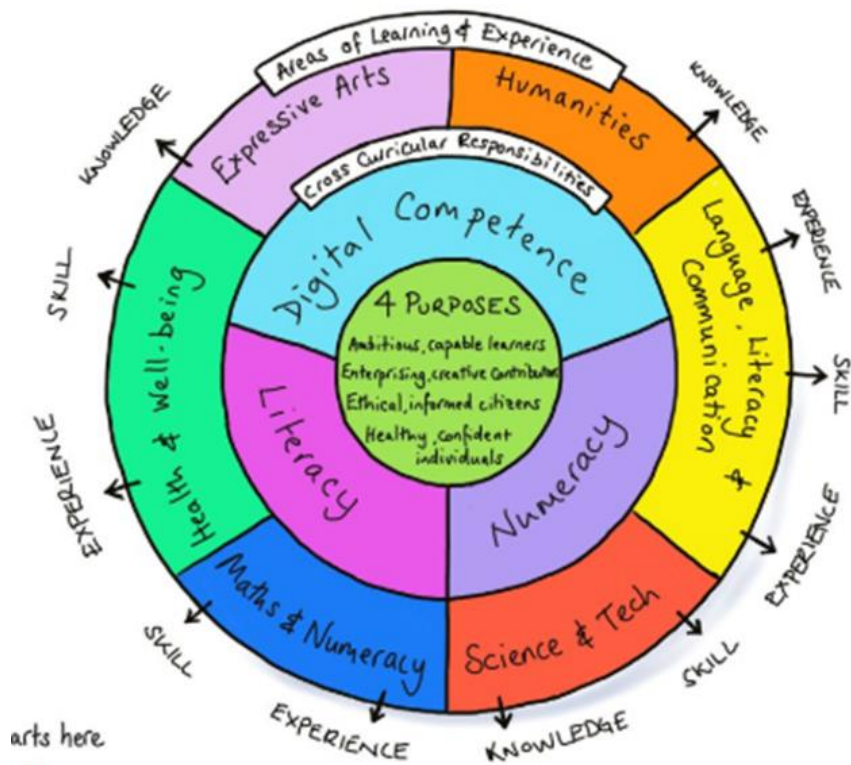 Areas of Learning & Experience
Expressive Arts
Humanities
Cross Curricular Responsibilities
Digital Competence
Language, Literacy &
Communication
Health & Well-being
4 PURPOSES
Ambitious, capable learners
Enterprising, creative contributors
Ethical, informed citizens
Healthy, confident
individuals
Literacy
Numeracy
Maths & Numeracy
Science & Tech
KNOWLEDGE
KNOWLEDGE
EXPERIENCE
SKILL
SKILL
EXPERIENCE
EXPERIENCE
SKILL
SKILL
EXPERIENCE
KNOWLEDGE
arts here